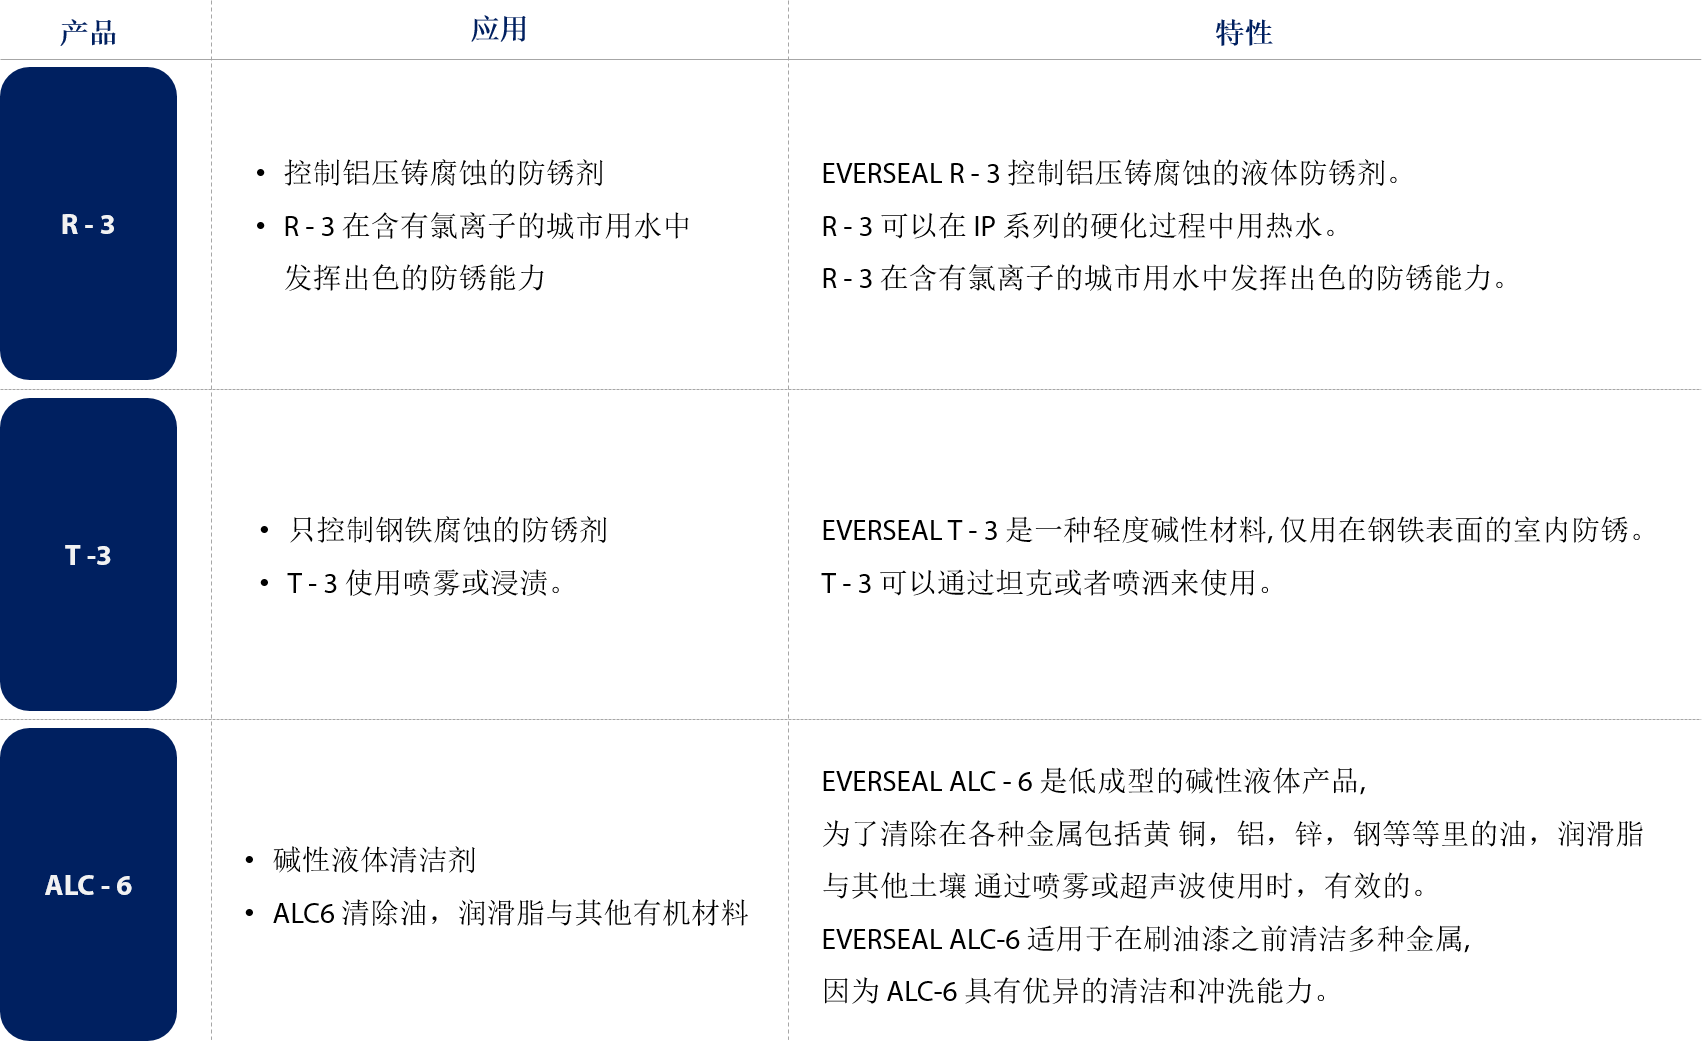 产品
应用
特性
R - 3
• 控制铝压铸腐蚀的防锈剂
• R - 3 在含有氯离子的城市用水中
发挥出色的防锈能力
EVERSEAL R - 3 控制铝压铸腐蚀的液体防锈剂。
R - 3 可以在 IP 系列的硬化过程中用热水。
R - 3 在含有氯离子的城市用水中发挥出色的防锈能力。
T -3
• 只控制钢铁腐蚀的防锈剂
• T - 3 使用喷雾或浸渍。
EVERSEAL T - 3 是一种轻度碱性材料, 仅用在钢铁表面的室内防锈。
T - 3 可以通过坦克或者喷洒来使用。
ALC - 6
• 碱性液体清洁剂
• ALC6 清除油，润滑脂与其他有机材料
EVERSEAL ALC - 6 是低成型的碱性液体产品,
为了清除在各种金属包括黄 铜，铝，锌，钢等等里的油，润滑脂
与其他土壤 通过喷雾或超声波使用时，有效的。
EVERSEAL ALC-6 适用于在刷油漆之前清洁多种金属,
因为 ALC-6 具有优异的清洁和冲洗能力。